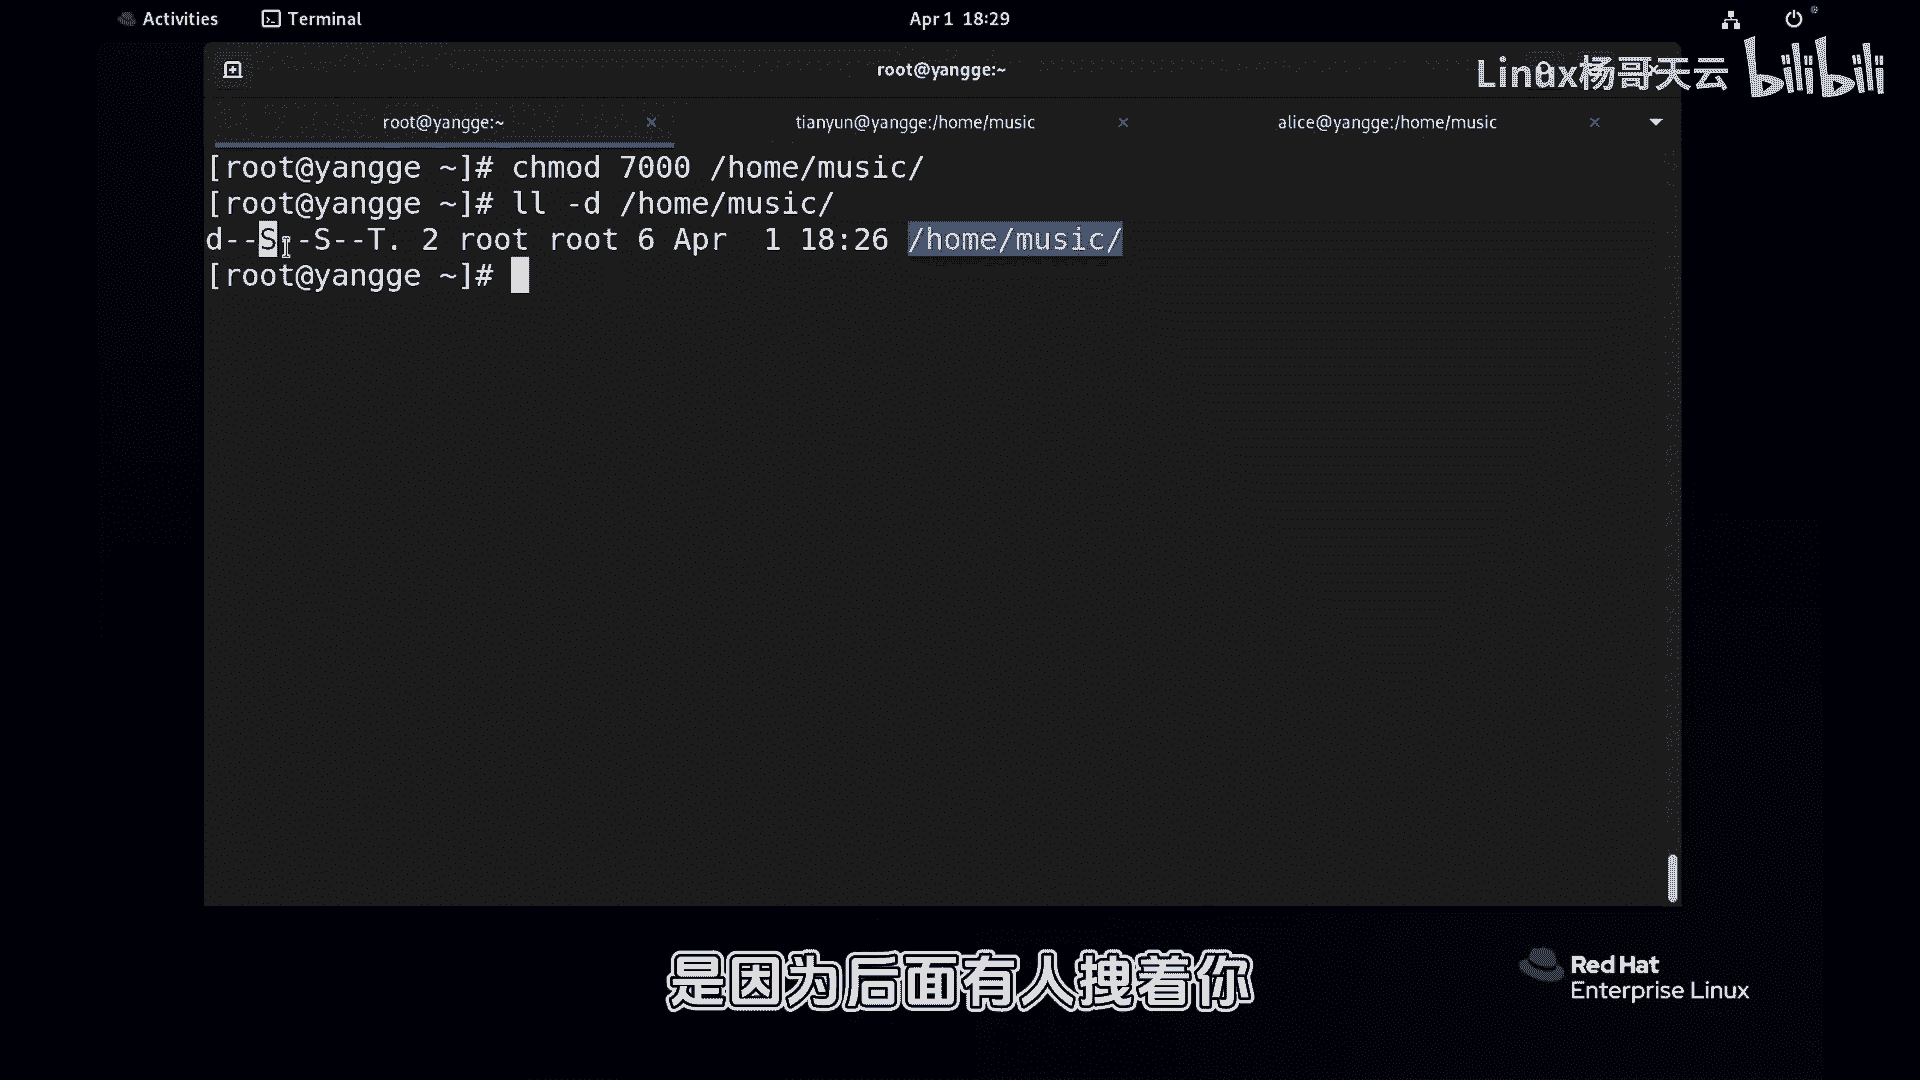 Activities Terminal Apr 1 18:29
root@yangge:~
Linux杨哥天云 bilibili
root@yangge:~ × tianyun@yangge:/home/music × alice@yangge:/home/music ×
[root@yangge ~]# chmod 7000 /home/music/
[root@yangge ~]# ll -d /home/music/
d--S--S--T. 2 root root 6 Apr  1 18:26 /home/music/
[root@yangge ~]#
是因为后面有人拽着你
Red Hat
Enterprise Linux